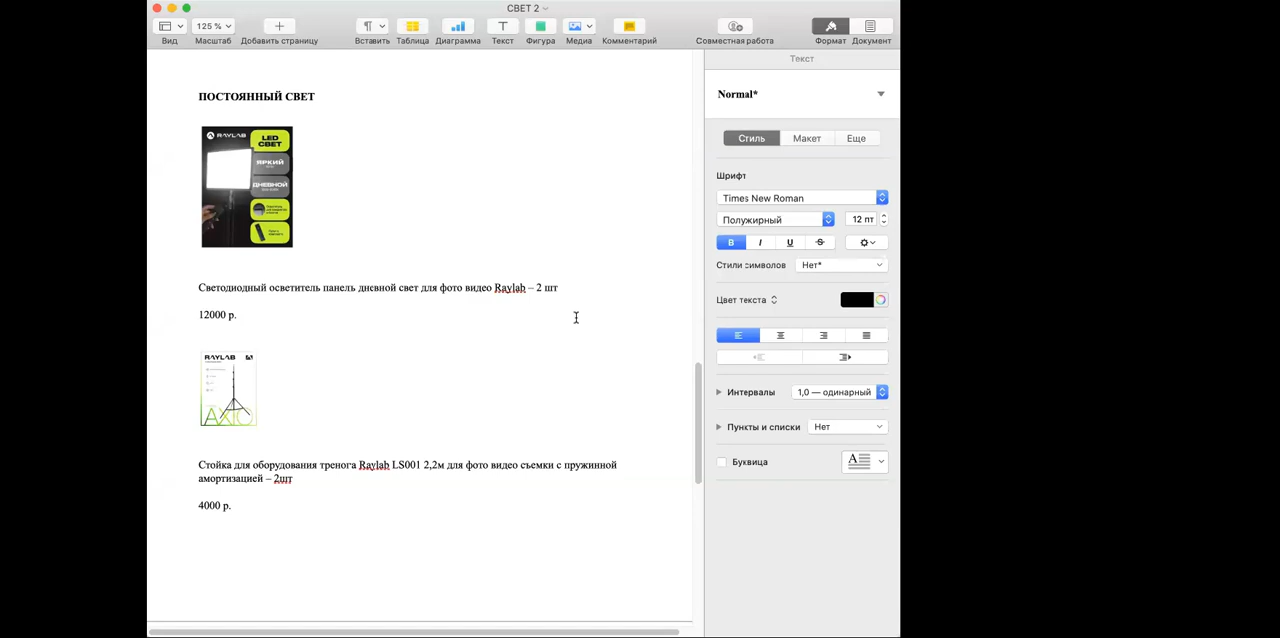 СВЕТ 2
125 %
Вид
Масштаб
Добавить страницу
Вставить
Таблица
Диаграмма
Текст
Фигура
Медиа
Комментарий
Совместная работа
Формат
Документ
ПОСТОЯННЫЙ СВЕТ
RAYLAB
LED
СВЕТ
ЯРКИЙ
ДНЕВНОЙ
Светодиодный осветитель панель дневной свет для фото видео Raylab – 2 шт
12000 р.
RAYLAB
AXIO
Стойка для оборудования тренога Raylab LS001 2,2м для фото видео съемки с пружинной
амортизацией – 2шт
4000 р.
Текст
Normal*
Стиль
Макет
Еще
Шрифт
Times New Roman
Полужирный
12 пт
B I U S
Стили символов
Нет*
Цвет текста
Интервалы
1,0 — одинарный
Пункты и списки
Нет
Буквица
A